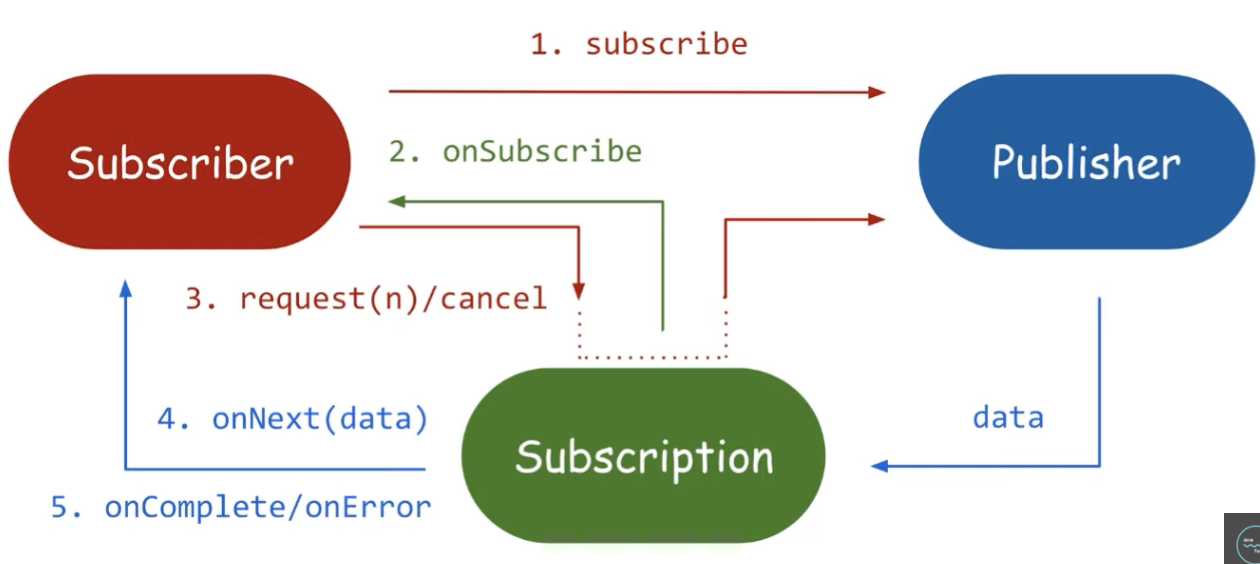 1. subscribe
Subscriber
2. onSubscribe
Publisher
3. request(n)/cancel
4. onNext(data)
data
Subscription
5. onComplete/onError